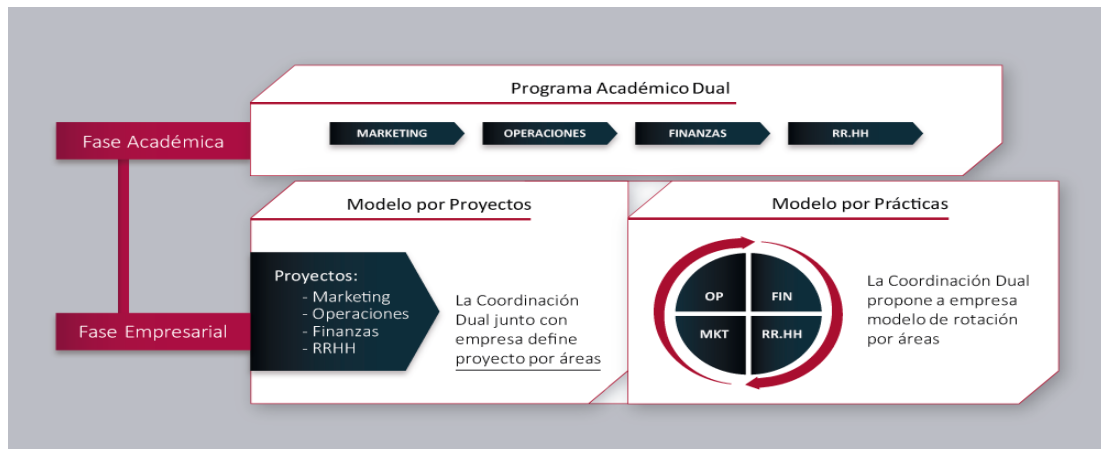 Programa Académico Dual
MARKETING
OPERACIONES
FINANZAS
RR.HH
Fase Académica
Modelo por Proyectos
Proyectos:
- Marketing
- Operaciones
- Finanzas
- RRHH
La Coordinación
Dual junto con
empresa define
proyecto por áreas
Modelo por Prácticas
OP
FIN
MKT
RR.HH
La Coordinación Dual
propone a empresa
modelo de rotación
por áreas
Fase Empresarial